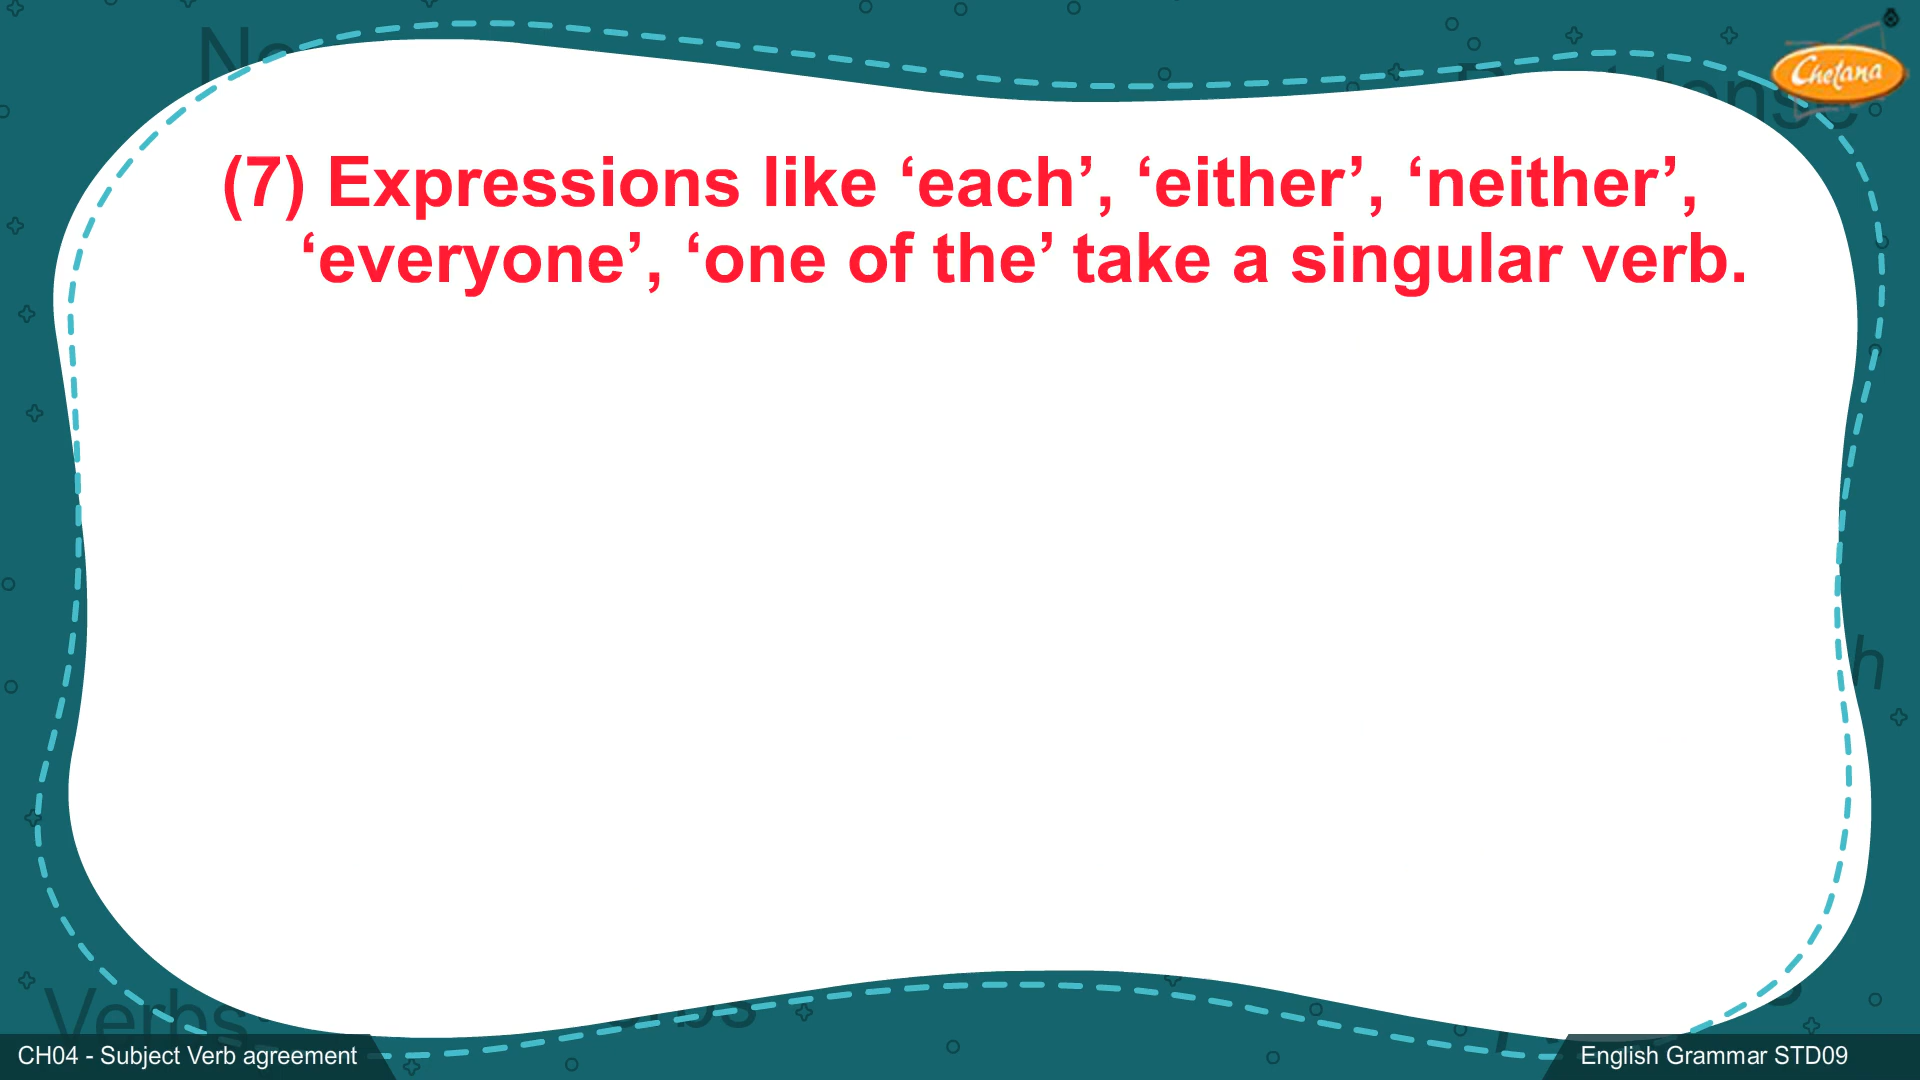 Chetana
(7) Expressions like ‘each’, ‘either’, ‘neither’,
‘everyone’, ‘one of the’ take a singular verb.
Verbs
CH04 - Subject Verb agreement
English Grammar STD09